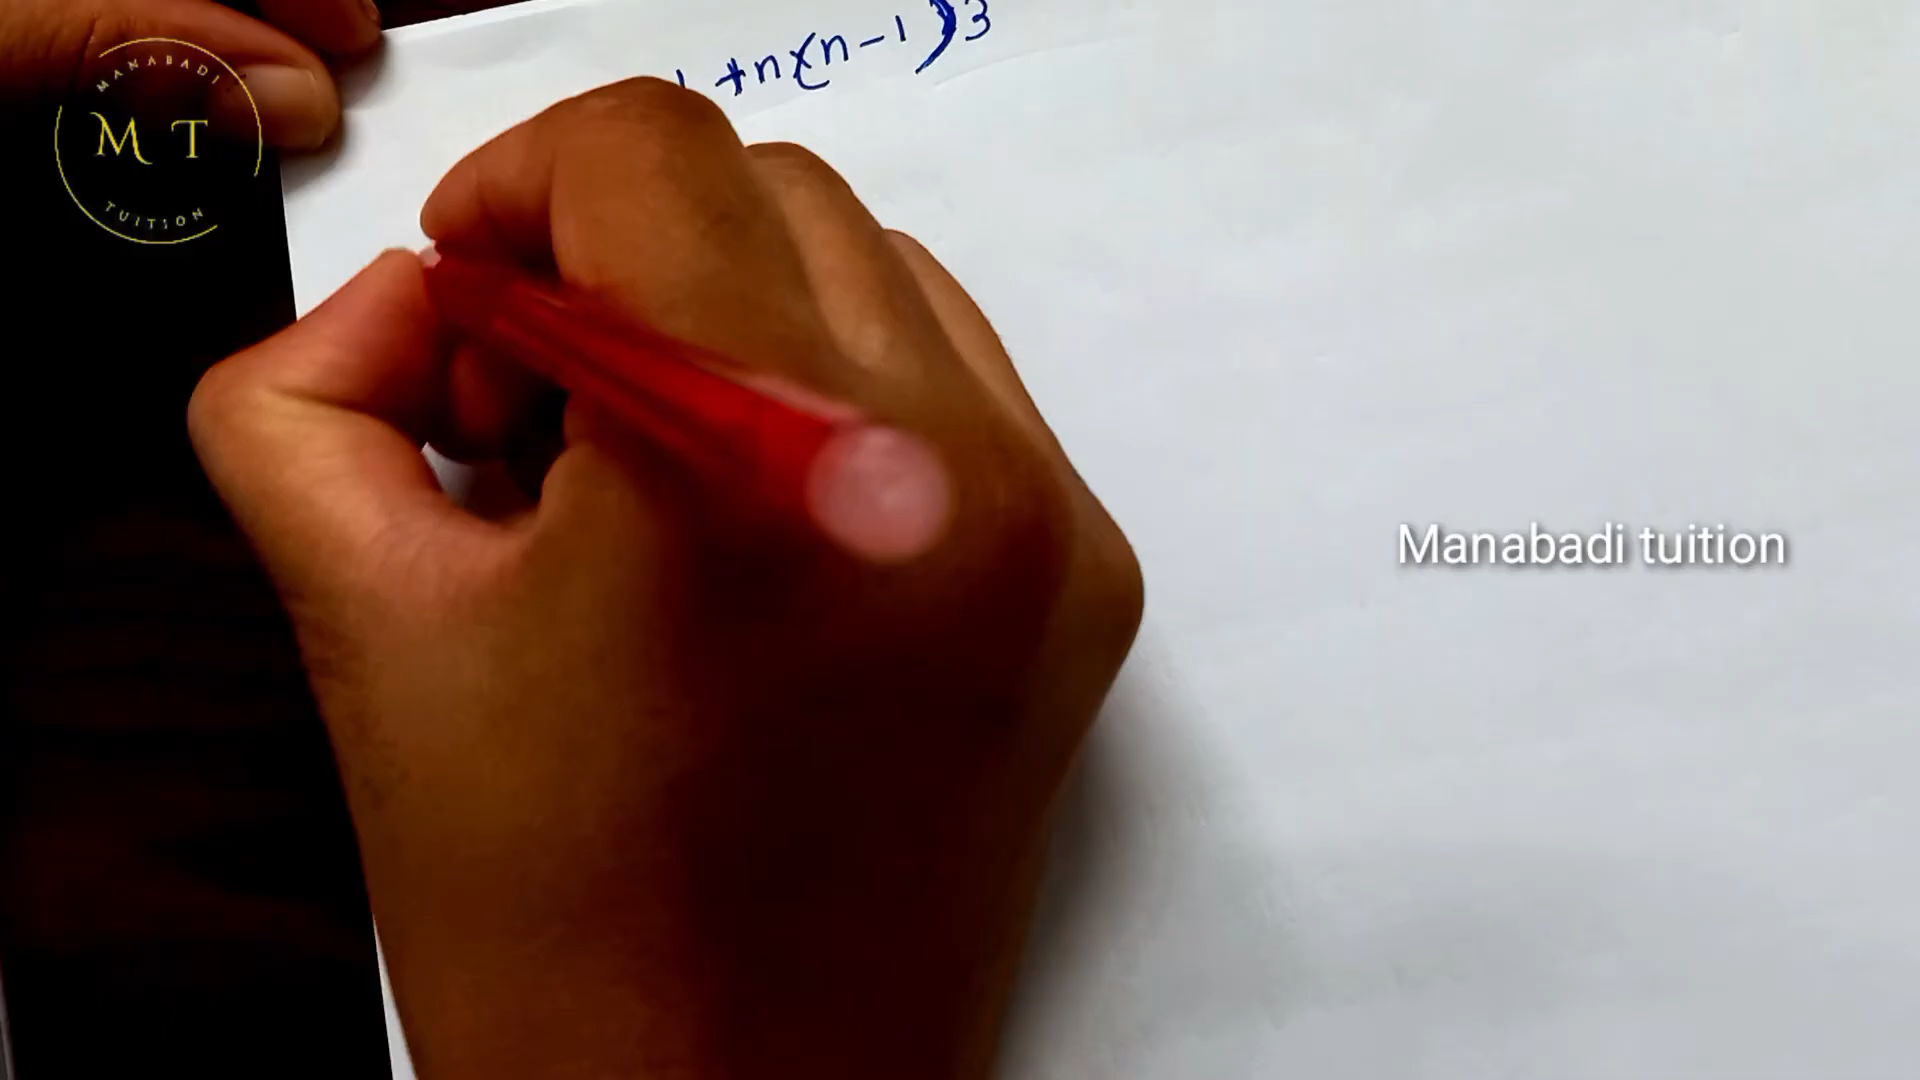 +n(n-1)3
MANABADI
M T
TUITION
Manabadi tuition